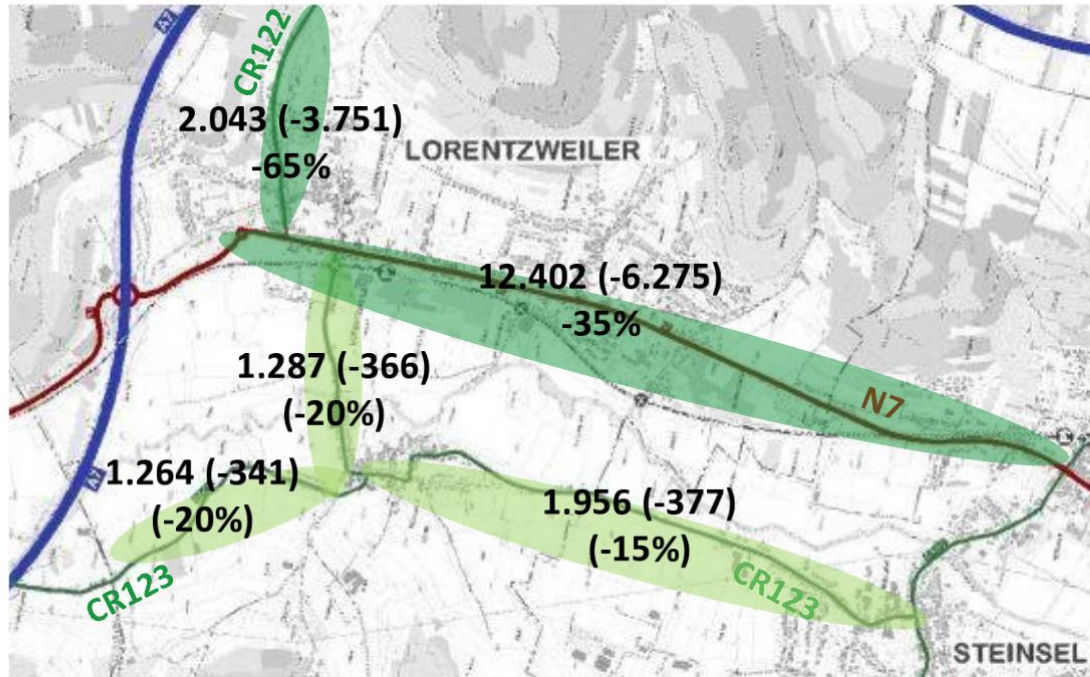 A7
CR122
2.043 (-3.751)
-65%
LORENTZWEILER
12.402 (-6.275)
-35%
N7
1.287 (-366)
(-20%)
1.264 (-341)
(-20%)
A7
CR123
1.956 (-377)
(-15%)
CR123
STEINSEL